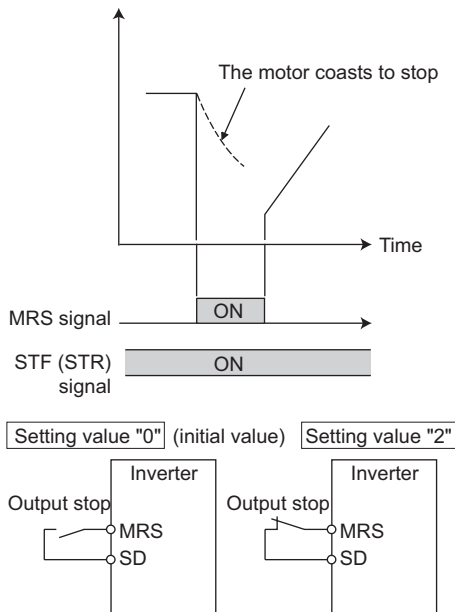 The motor coasts to stop
Time
MRS signal
ON
STF (STR)
signal
ON
Setting value "0" (initial value) Setting value "2"
Inverter
Output stop
MRS
SD
Inverter
Output stop
MRS
SD